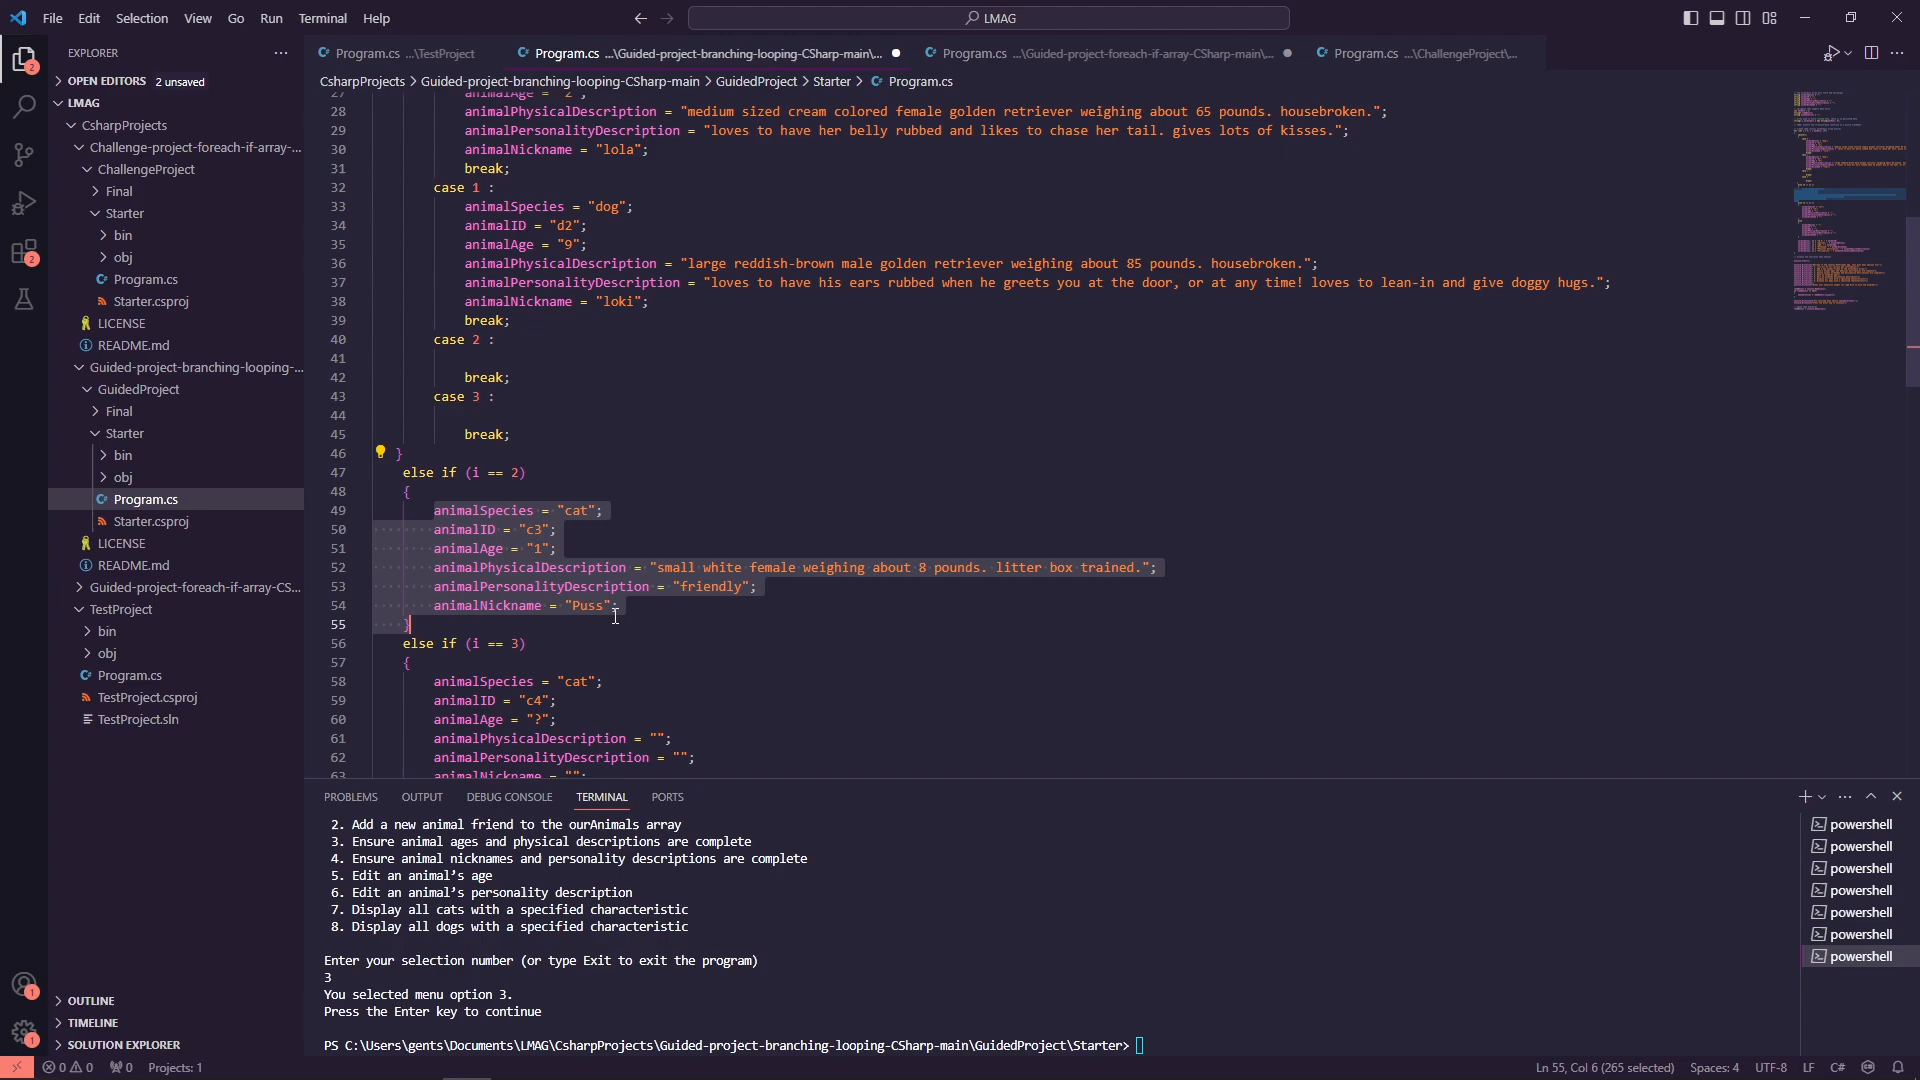 File Edit Selection View Go Run Terminal Help
LMAG
EXPLORER
OPEN EDITORS 2 unsaved
LMAG
CsharpProjects
Challenge-project-foreach-if-array-...
ChallengeProject
Final
Starter
bin
obj
Program.cs
Starter.csproj
LICENSE
README.md
Guided-project-branching-looping-...
GuidedProject
Final
Starter
bin
obj
Program.cs
Starter.csproj
LICENSE
README.md
Guided-project-foreach-if-array-CS...
TestProject
bin
obj
Program.cs
TestProject.csproj
TestProject.sln
OUTLINE
TIMELINE
SOLUTION EXPLORER
Program.cs ...\TestProject
Program.cs ...\Guided-project-branching-looping-CSharp-main\...
Program.cs ...\Guided-project-foreach-if-array-CSharp-main\...
Program.cs ...\ChallengeProject\...
CsharpProjects > Guided-project-branching-looping-CSharp-main > GuidedProject > Starter > Program.cs
27 animalAge = "2";
28 animalPhysicalDescription = "medium sized cream colored female golden retriever weighing about 65 pounds. housebroken.";
29 animalPersonalityDescription = "loves to have her belly rubbed and likes to chase her tail. gives lots of kisses.";
30 animalNickname = "lola";
31 break;
32 case 1 :
33 animalSpecies = "dog";
34 animalID = "d2";
35 animalAge = "9";
36 animalPhysicalDescription = "large reddish-brown male golden retriever weighing about 85 pounds. housebroken.";
37 animalPersonalityDescription = "loves to have his ears rubbed when he greets you at the door, or at any time! loves to lean-in and give doggy hugs.";
38 animalNickname = "loki";
39 break;
40 case 2 :
41
42 break;
43 case 3 :
44
45 break;
46 }
47 else if (i == 2)
48 {
49 animalSpecies = "cat";
50 animalID = "c3";
51 animalAge = "1";
52 animalPhysicalDescription = "small white female weighing about 8 pounds. litter box trained.";
53 animalPersonalityDescription = "friendly";
54 animalNickname = "Puss";
55 }
56 else if (i == 3)
57 {
58 animalSpecies = "cat";
59 animalID = "c4";
60 animalAge = "?";
61 animalPhysicalDescription = "";
62 animalPersonalityDescription = "";
63 animalNickname = "";
PROBLEMS OUTPUT DEBUG CONSOLE TERMINAL PORTS
2. Add a new animal friend to the ourAnimals array
3. Ensure animal ages and physical descriptions are complete
4. Ensure animal nicknames and personality descriptions are complete
5. Edit an animal's age
6. Edit an animal's personality description
7. Display all cats with a specified characteristic
8. Display all dogs with a specified characteristic
Enter your selection number (or type Exit to exit the program)
3
You selected menu option 3.
Press the Enter key to continue
PS C:\Users\gents\Documents\LMAG\CsharpProjects\Guided-project-branching-looping-CSharp-main\GuidedProject\Starter>
powershell
powershell
powershell
powershell
powershell
powershell
powershell
2
2
1
1
0 0 0 Projects: 1
Ln 55, Col 6 (265 selected) Spaces: 4 UTF-8 LF C#